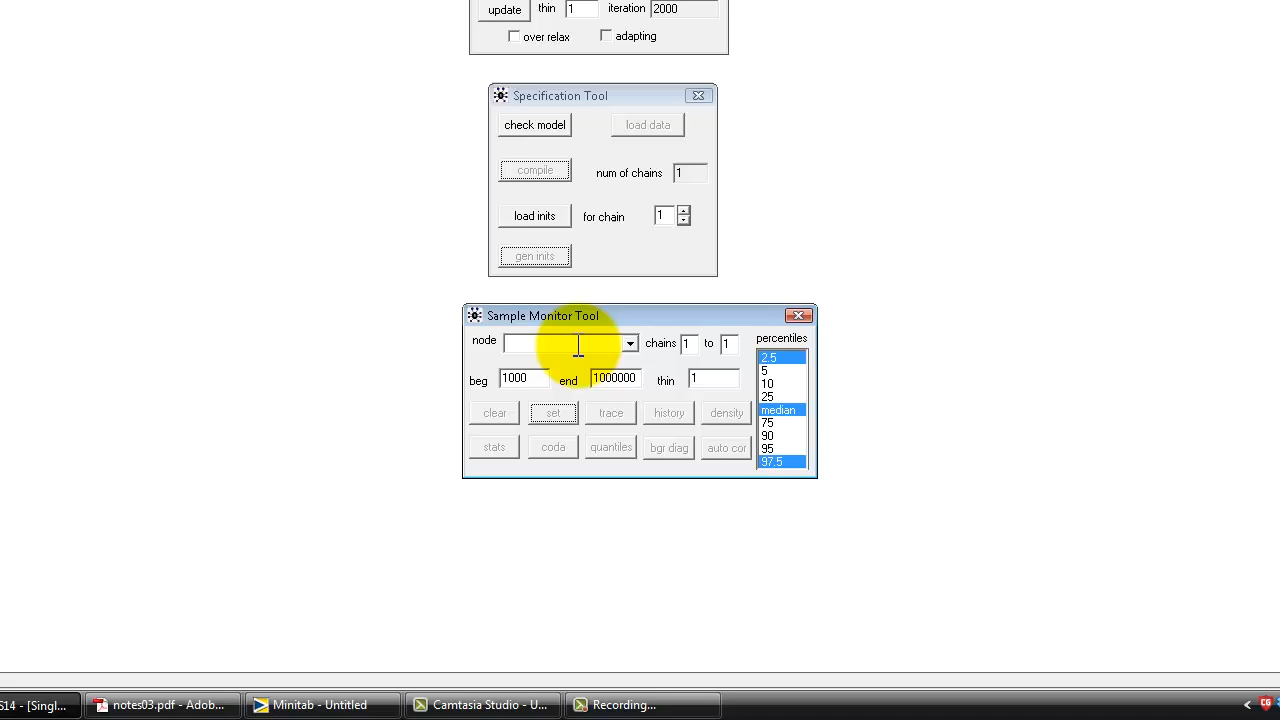 update thin 1 iteration 2000
over relax adapting
Specification Tool
check model load data
compile num of chains 1
load inits for chain 1
gen inits
Sample Monitor Tool
node chains 1 to 1 percentiles
beg 1000 end 1000000 thin 1
2.5
5
10
25
median
75
90
95
97.5
clear set trace history density
stats coda quantiles bgr diag auto cor
S14 - [Singl... notes03.pdf - Adob... Minitab - Untitled Camtasia Studio - U... Recording...